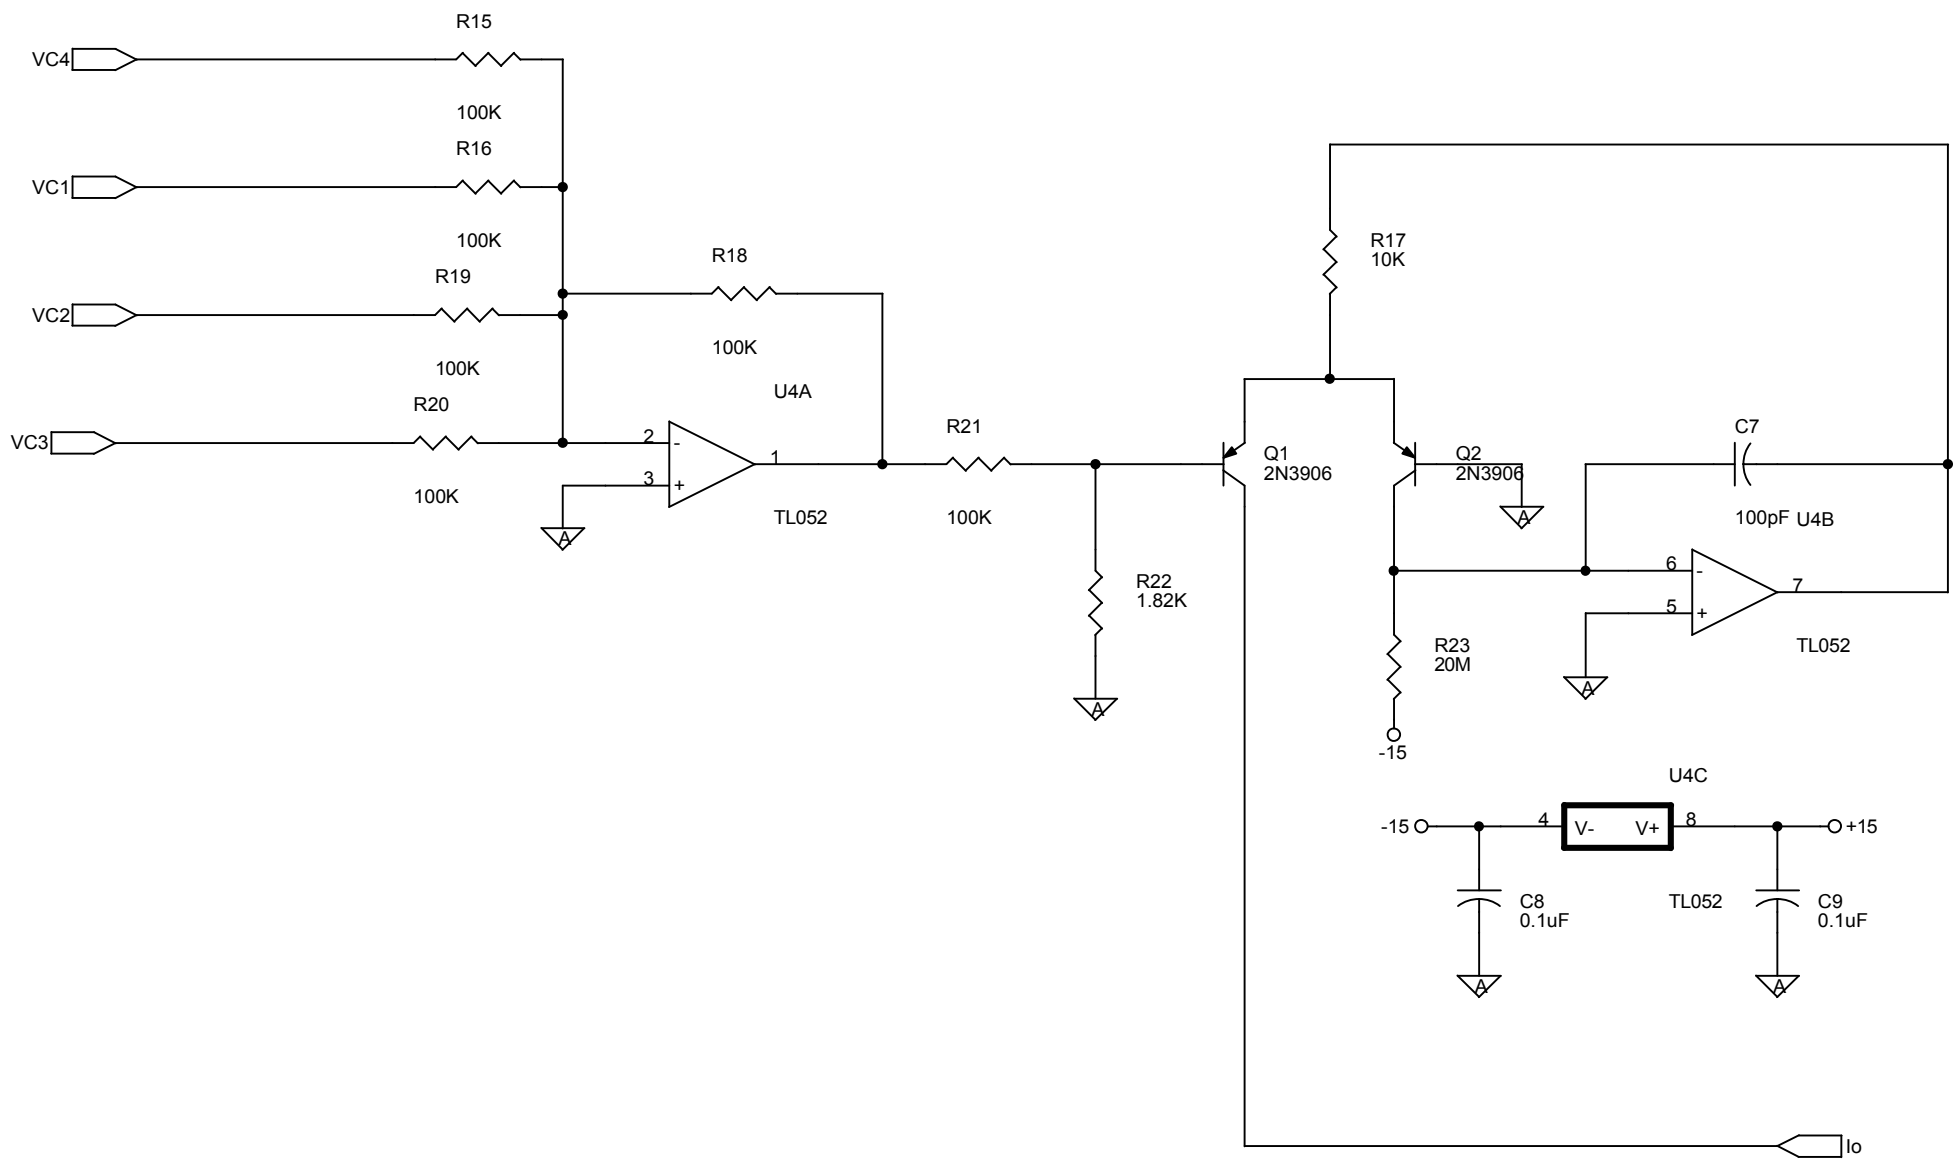 R15
VC4
100K
R16
VC1
100K
R17
10K
R18
R19
VC2
100K
100K
U4A
R20
VC3
2
-
1
3
+
100K
TL052
R21
100K
Q1
2N3906
Q2
2N3906
A
A
C7
100pF
U4B
6
-
7
5
+
TL052
A
R22
1.82K
A
R23
20M
-15
U4C
-15
4
V-
V+
8
+15
C8
0.1uF
TL052
C9
0.1uF
A
A
Io